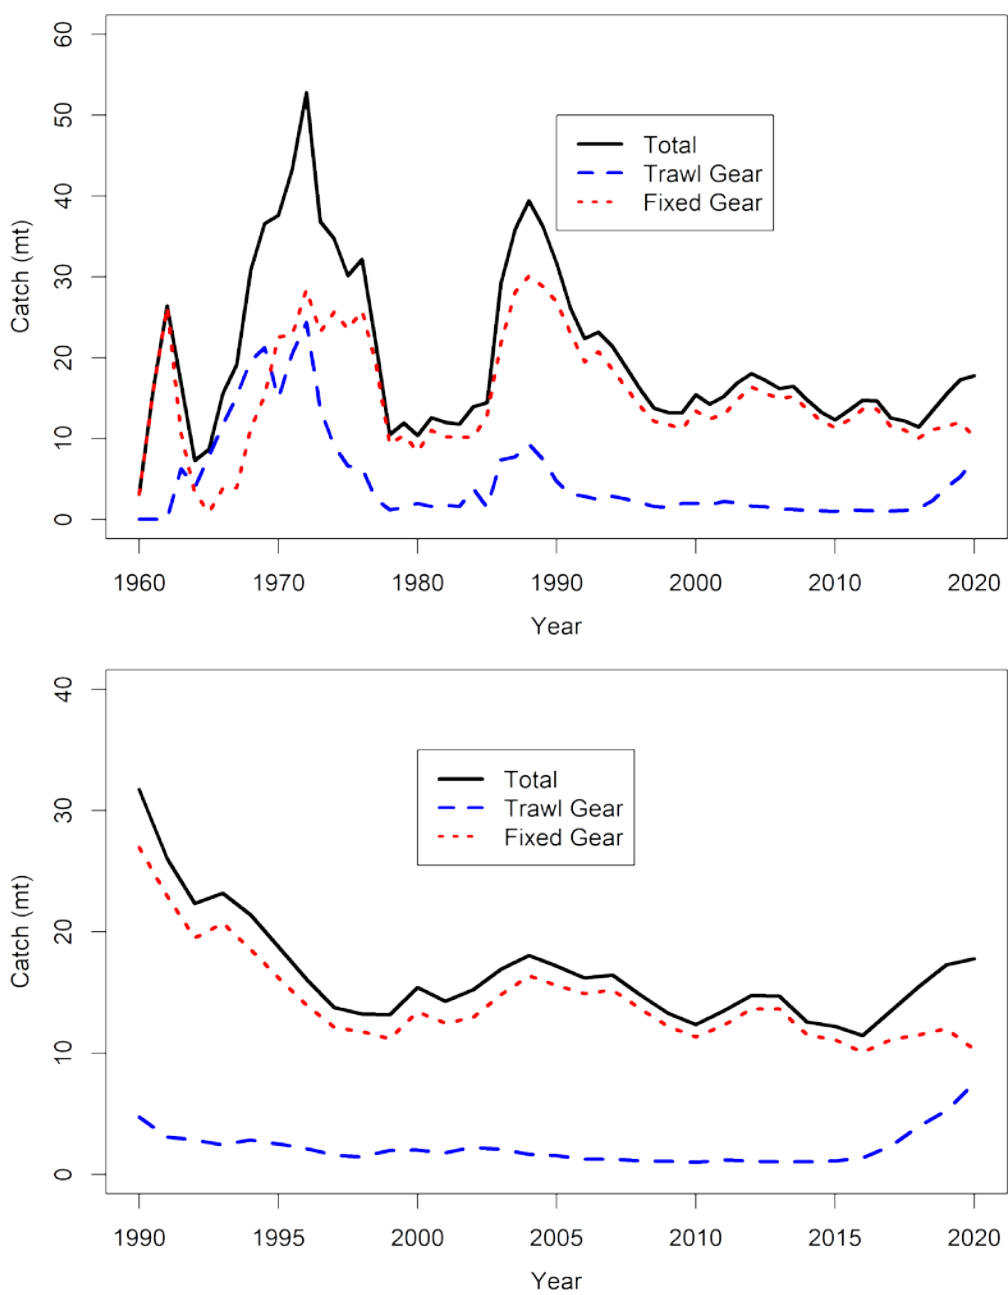 60
50
40
30
20
10
0
Catch (mt)
Total
Trawl Gear
Fixed Gear
1960 1970 1980 1990 2000 2010 2020
Year
40
30
20
10
0
Catch (mt)
Total
Trawl Gear
Fixed Gear
1990 1995 2000 2005 2010 2015 2020
Year